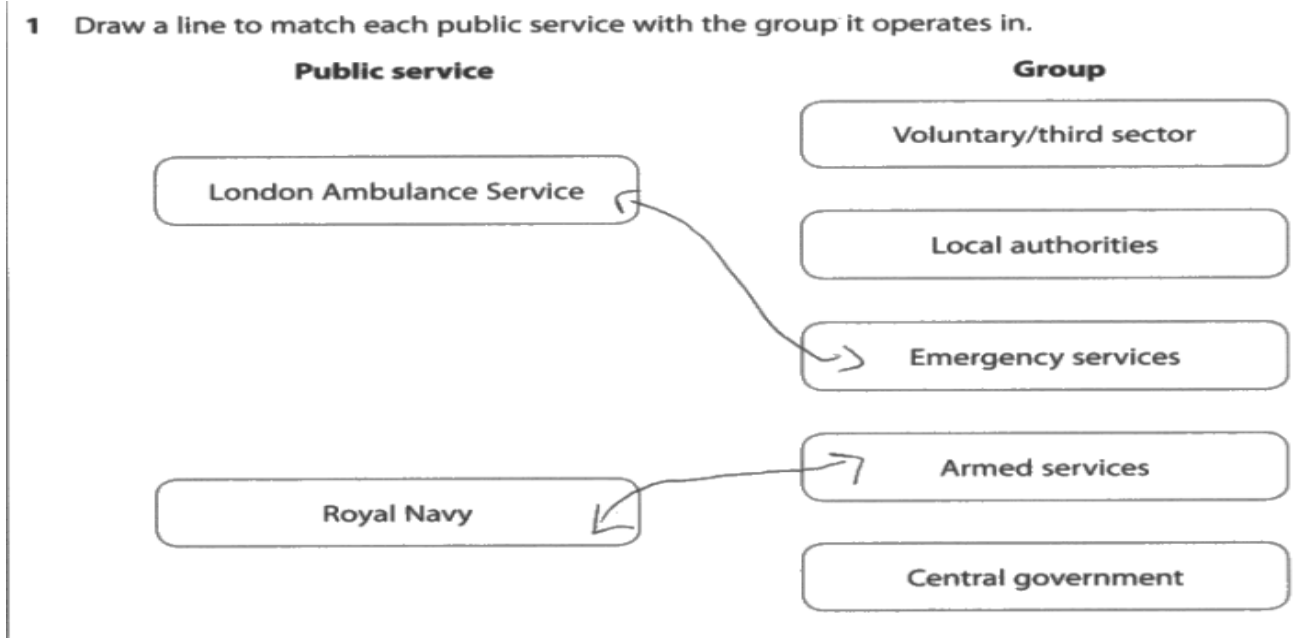 1 Draw a line to match each public service with the group it operates in.
Public service
Group
Voluntary/third sector
London Ambulance Service
Local authorities
Emergency services
Armed services
Royal Navy
Central government